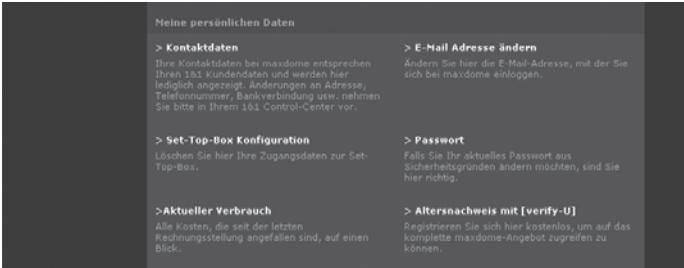 Meine persönlichen Daten
> Kontaktdaten
Ihre Kontaktdaten bei maxdome entsprechen
Ihren 1&1 Kundendaten und werden hier
lediglich angezeigt. Änderungen an Adresse,
Telefonnummer, Bankverbindung usw. nehmen
Sie bitte in Ihrem 1&1 Control-Center vor.
> E-Mail Adresse ändern
Ändern Sie hier die E-Mail-Adresse, mit der Sie
sich bei maxdome einloggen.
> Set-Top-Box Konfiguration
Löschen Sie hier Ihre Zugangsdaten zur Set-
Top-Box.
> Passwort
Falls Sie Ihr aktuelles Passwort aus
Sicherheitsgründen ändern möchten, sind Sie
hier richtig.
>Aktueller Verbrauch
Alle Kosten, die seit der letzten
Rechnungsstellung angefallen sind, auf einen
Blick.
> Altersnachweis mit [verify-U]
Registrieren Sie sich hier kostenlos, um auf das
komplette maxdome-Angebot zugreifen zu
können.